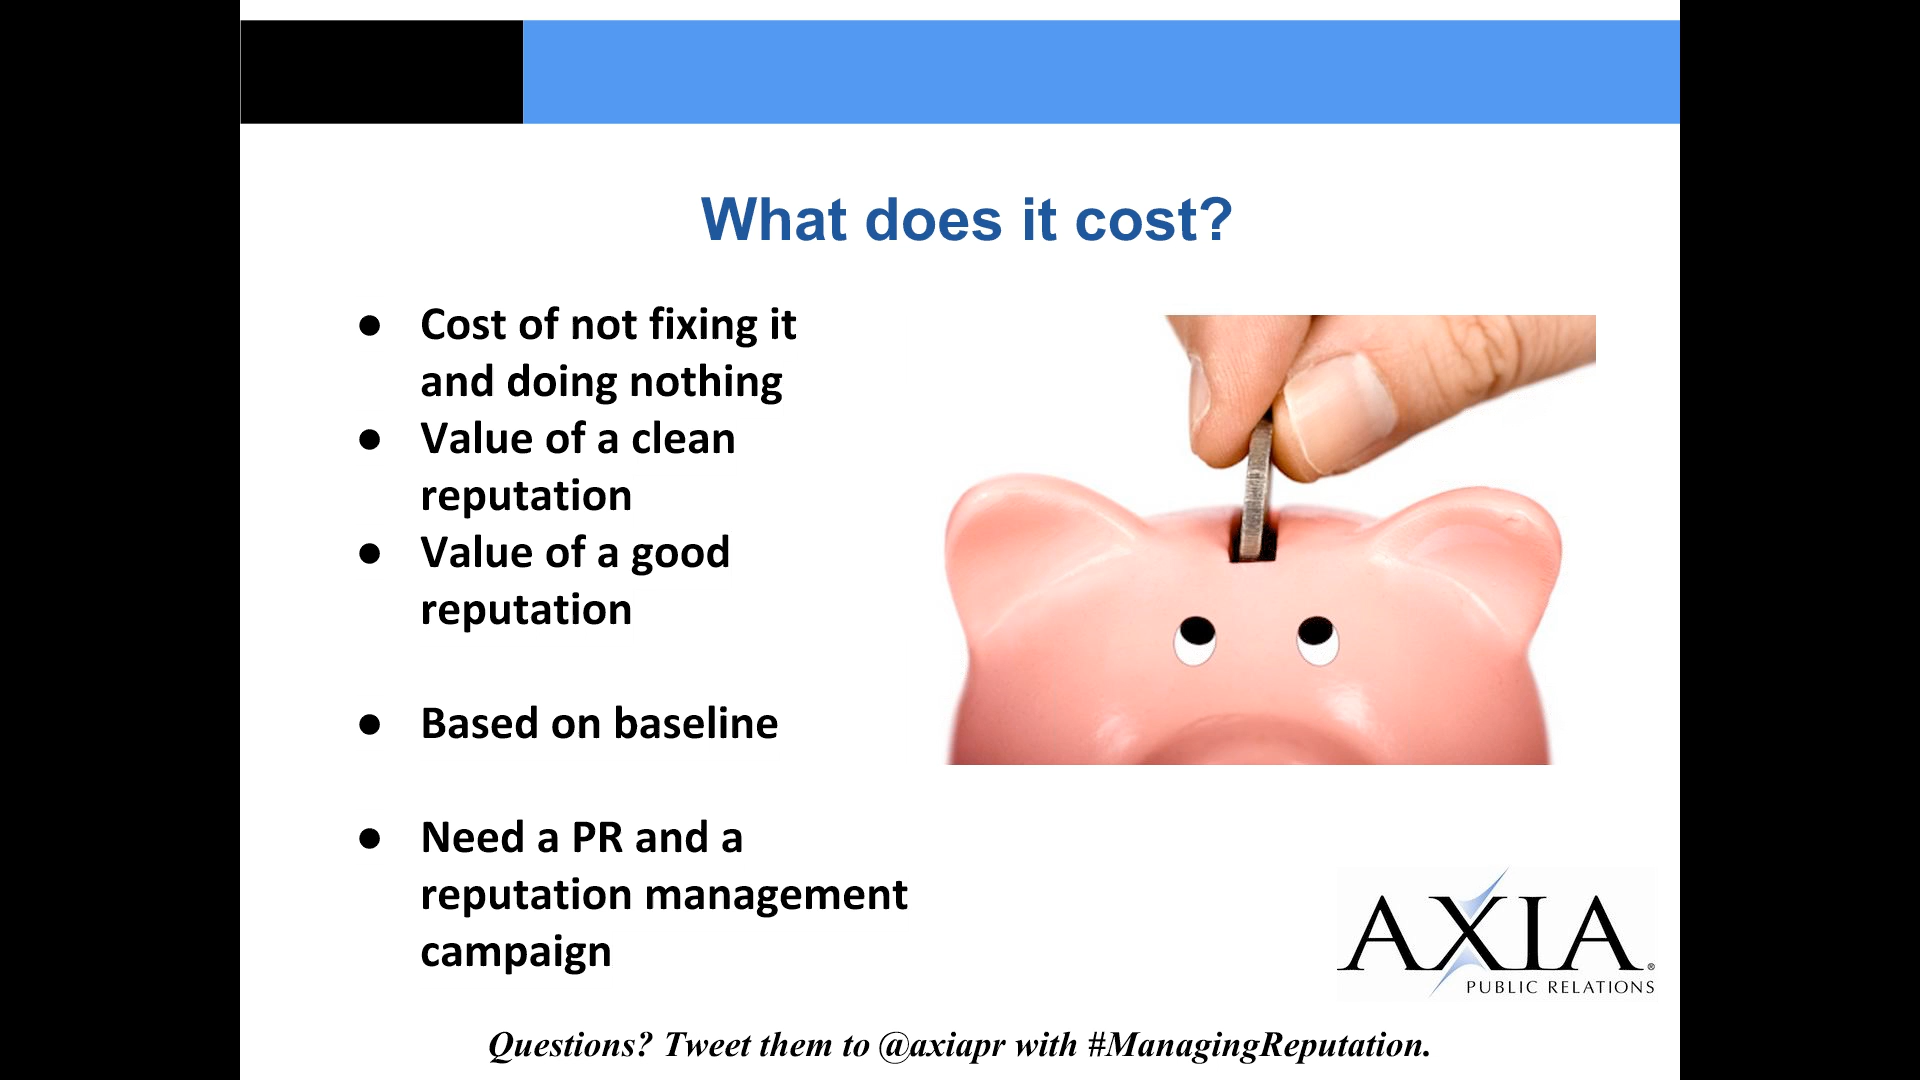 What does it cost?
● Cost of not fixing it
and doing nothing
● Value of a clean
reputation
● Value of a good
reputation
● Based on baseline
● Need a PR and a
reputation management
campaign
AXIA®
PUBLIC RELATIONS
Questions? Tweet them to @axiapr with #ManagingReputation.